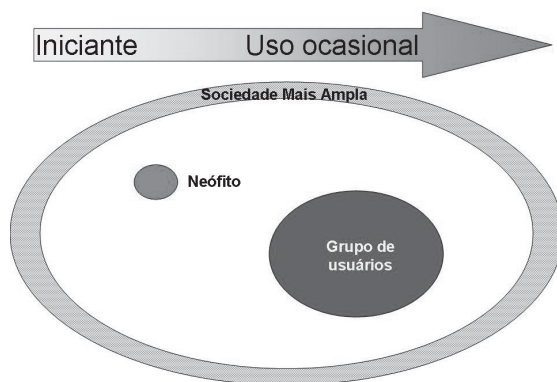 Iniciante Uso ocasional
Sociedade Mais Ampla
Neófito
Grupo de
usuários